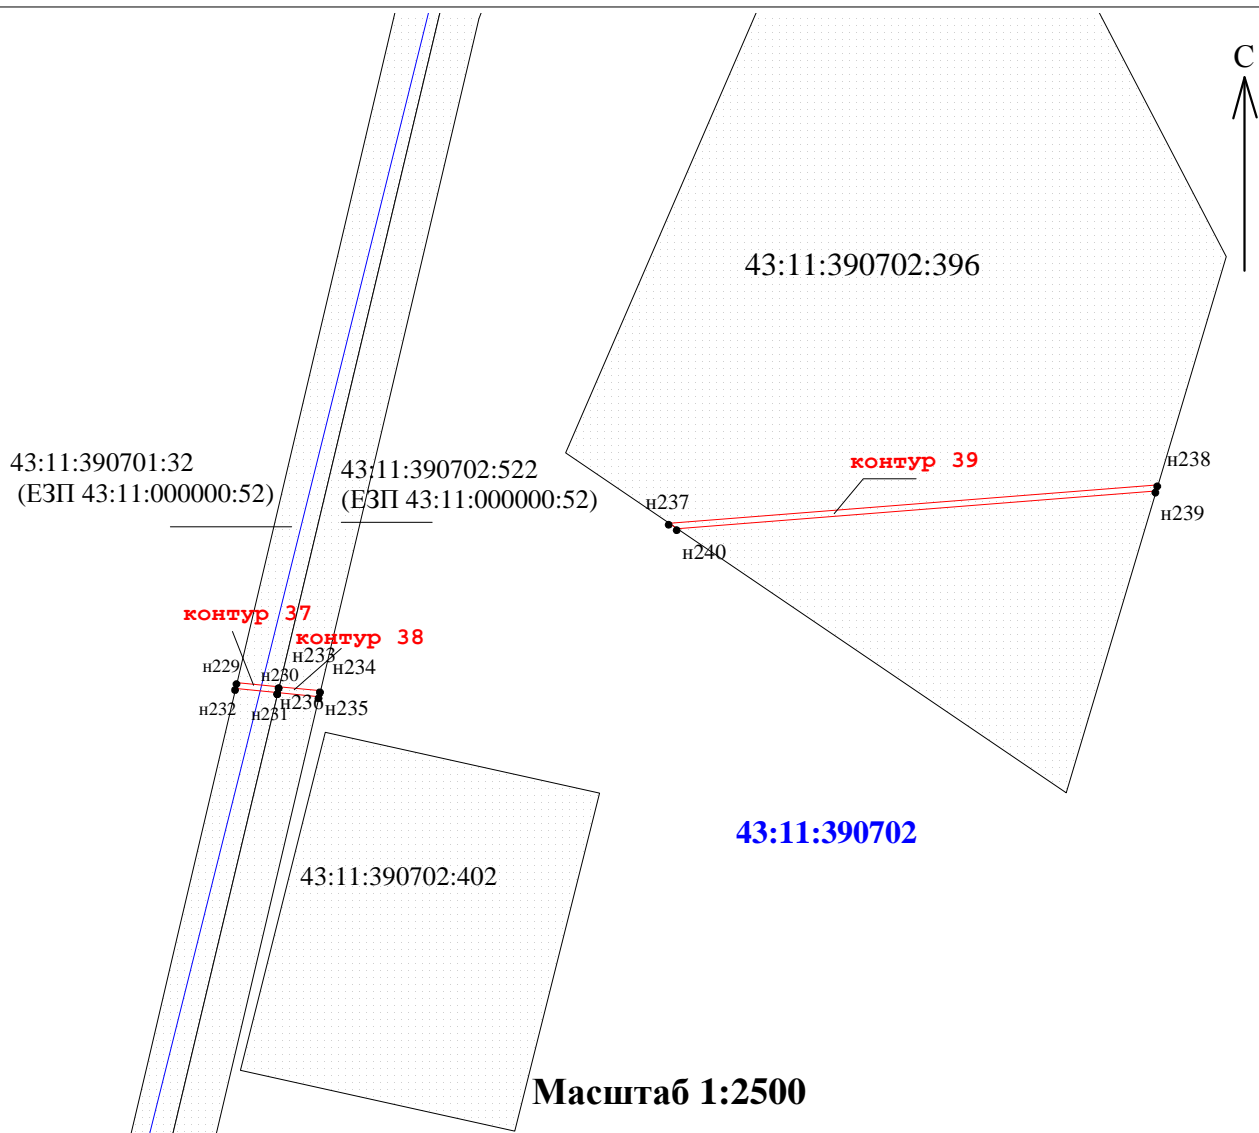 С
43:11:390702:396
43:11:390701:32
(ЕЗП 43:11:000000:52)
43:11:390702:522
(ЕЗП 43:11:000000:52)
контур 39
н238
н237
н239
н240
контур 37
контур 38
н233
н229
н230
н234
н232
н231
н236
н235
43:11:390702
43:11:390702:402
Масштаб 1:2500